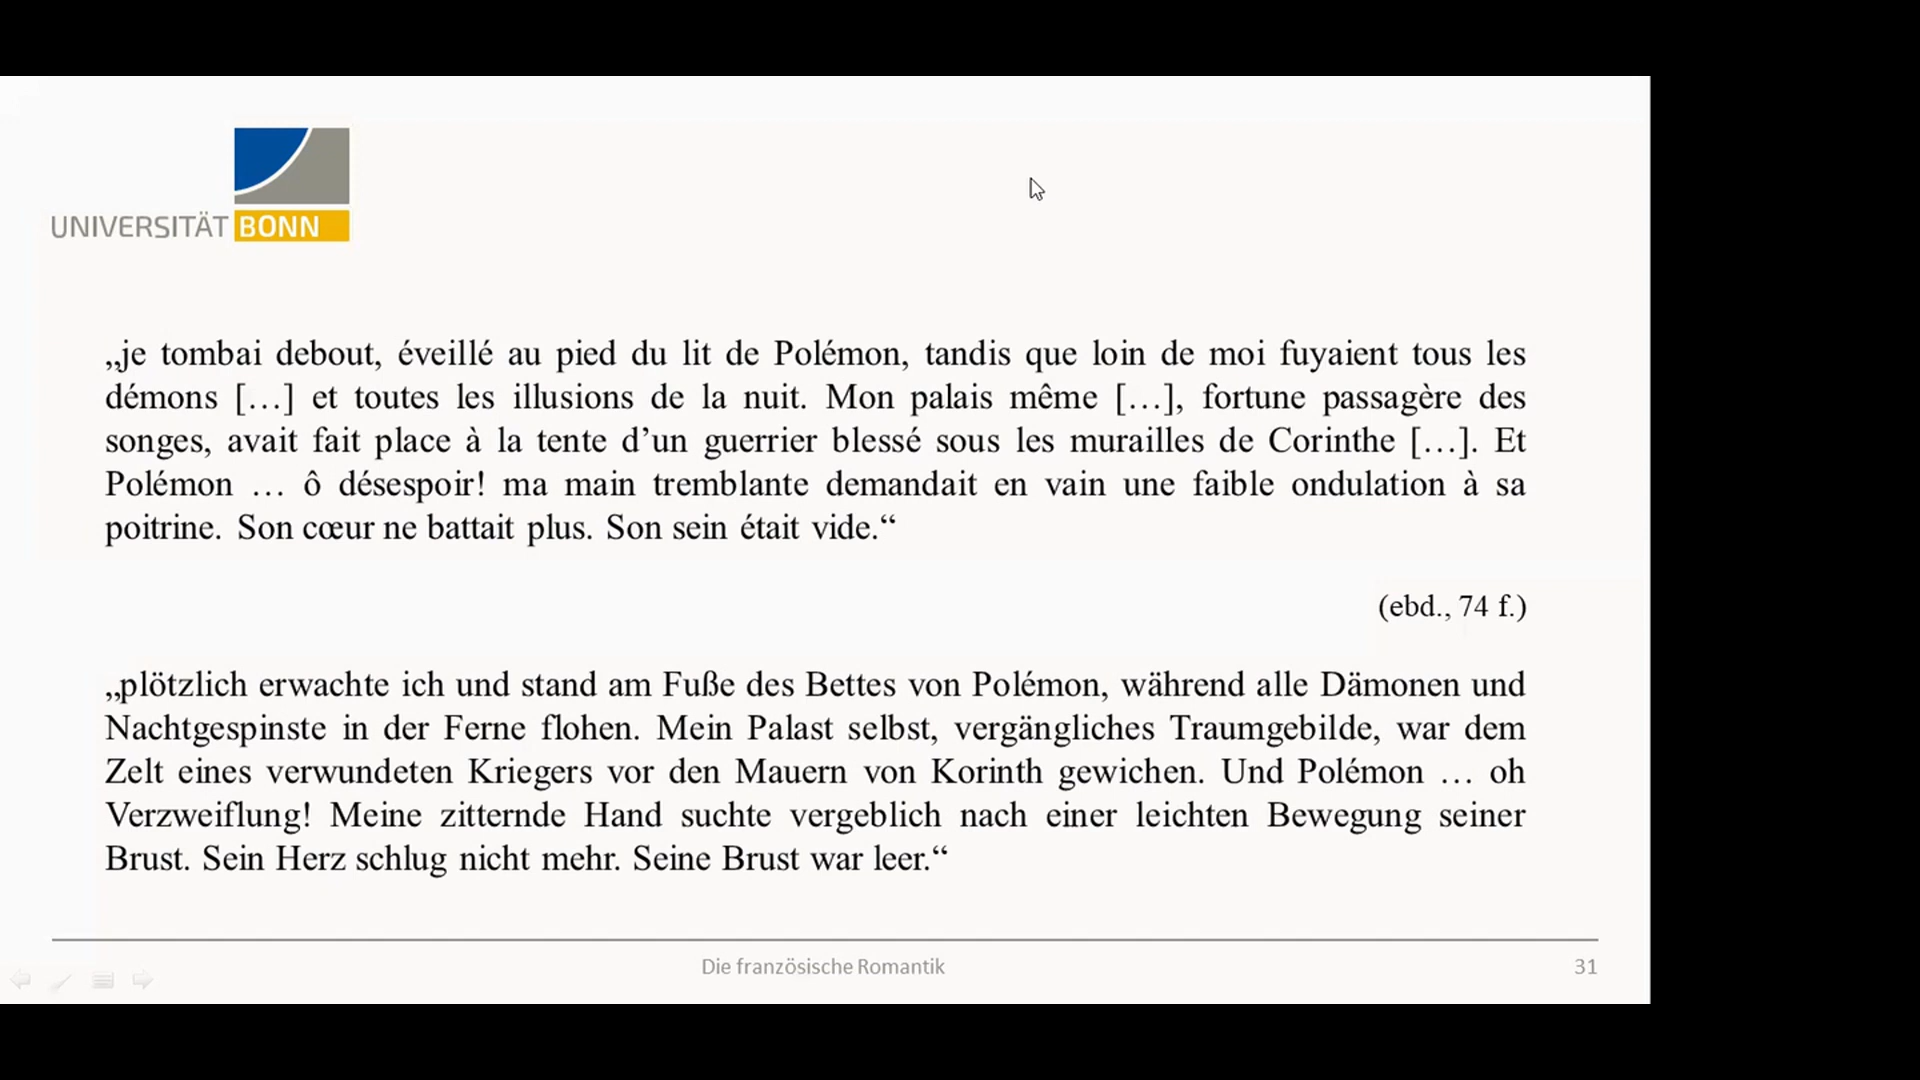 UNIVERSITÄT BONN
„je tombai debout, éveillé au pied du lit de Polémon, tandis que loin de moi fuyaient tous les
démons […] et toutes les illusions de la nuit. Mon palais même […], fortune passagère des
songes, avait fait place à la tente d’un guerrier blessé sous les murailles de Corinthe […]. Et
Polémon … ô désespoir! ma main tremblante demandait en vain une faible ondulation à sa
poitrine. Son cœur ne battait plus. Son sein était vide.“
(ebd., 74 f.)
„plötzlich erwachte ich und stand am Fuße des Bettes von Polémon, während alle Dämonen und
Nachtgespinste in der Ferne flohen. Mein Palast selbst, vergängliches Traumgebilde, war dem
Zelt eines verwundeten Kriegers vor den Mauern von Korinth gewichen. Und Polémon … oh
Verzweiflung! Meine zitternde Hand suchte vergeblich nach einer leichten Bewegung seiner
Brust. Sein Herz schlug nicht mehr. Seine Brust war leer.“
Die französische Romantik
31